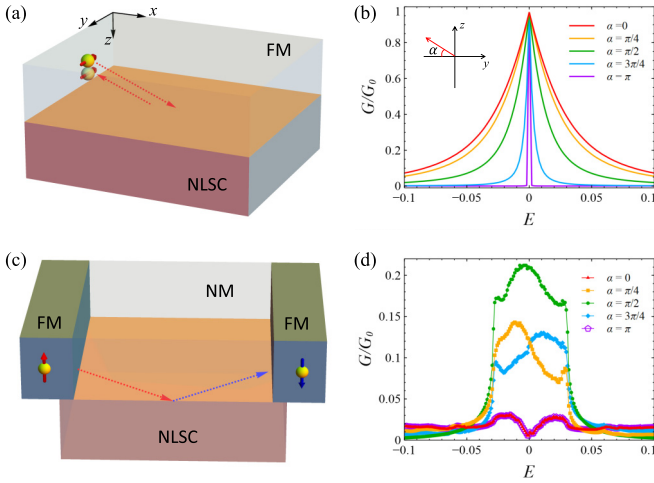 (a)
y
x
z
FM
NLSC
(b)
G/G₀
1
0.8
0.6
0.4
0.2
0
-0.1
-0.05
0
0.05
0.1
E
z
α
y
α =0
α = π/4
α = π/2
α = 3π/4
α = π
(c)
FM
NM
FM
NLSC
(d)
G/G₀
0.2
0.15
0.1
0.05
0
-0.1
-0.05
0
0.05
0.1
E
α = 0
α = π/4
α = π/2
α = 3π/4
α = π